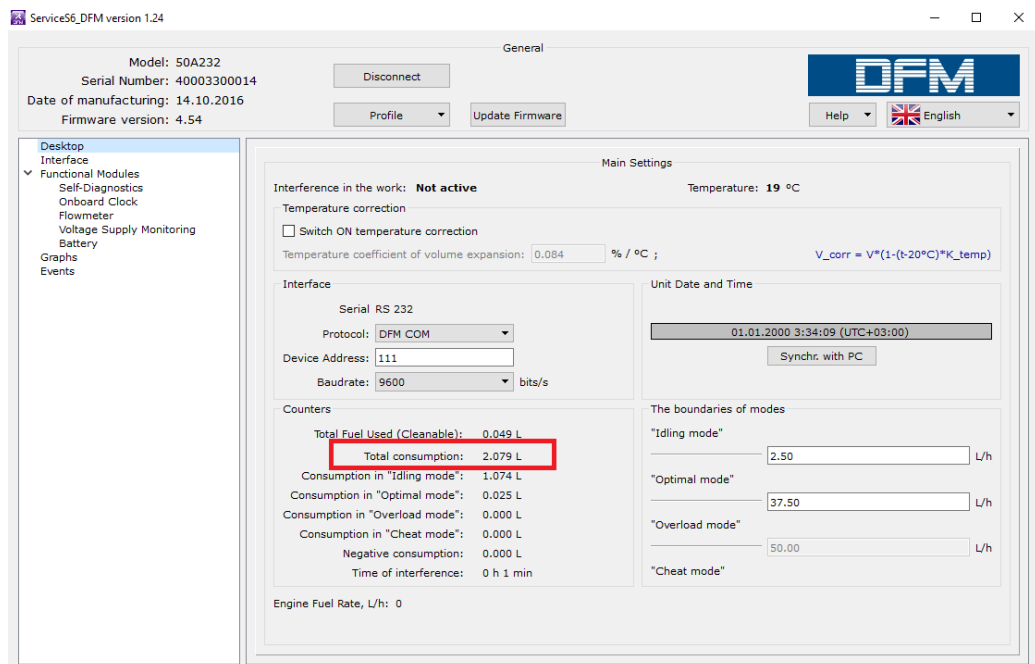 ServiceS6_DFM version 1.24
General
Model: 50A232
Serial Number: 40003300014
Date of manufacturing: 14.10.2016
Firmware version: 4.54
Disconnect
Profile
Update Firmware
DFM
Help
English
Desktop
Interface
Functional Modules
Self-Diagnostics
Onboard Clock
Flowmeter
Voltage Supply Monitoring
Battery
Graphs
Events
Main Settings
Interference in the work: Not active
Temperature: 19 ºC
Temperature correction
Switch ON temperature correction
Temperature coefficient of volume expansion: 0.084 % / ºC ;
V_corr = V*(1-(t-20ºC)*K_temp)
Interface
Serial RS 232
Protocol: DFM COM
Device Address: 111
Baudrate: 9600 bits/s
Unit Date and Time
01.01.2000 3:34:09 (UTC+03:00)
Synchr. with PC
Counters
Total Fuel Used (Cleanable): 0.049 L
Total consumption: 2.079 L
Consumption in "Idling mode": 1.074 L
Consumption in "Optimal mode": 0.025 L
Consumption in "Overload mode": 0.000 L
Consumption in "Cheat mode": 0.000 L
Negative consumption: 0.000 L
Time of interference: 0 h 1 min
The boundaries of modes
"Idling mode"
2.50 L/h
"Optimal mode"
37.50 L/h
"Overload mode"
50.00 L/h
"Cheat mode"
Engine Fuel Rate, L/h: 0